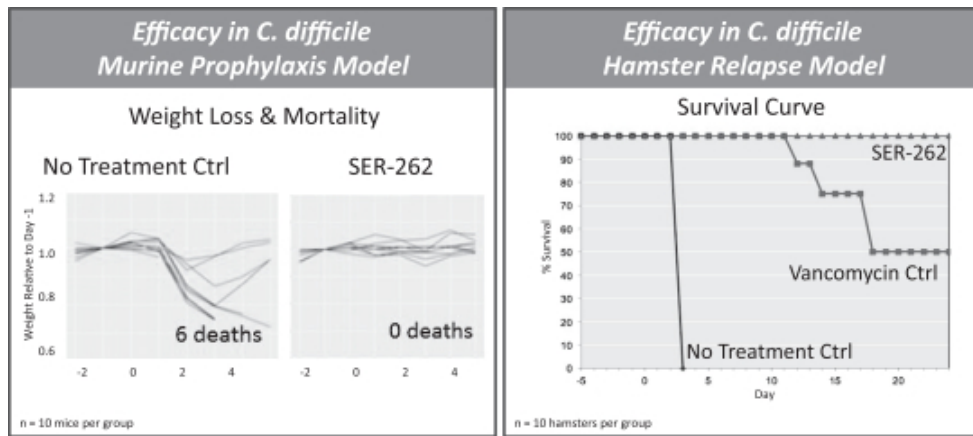 Efficacy in C. difficile
Murine Prophylaxis Model
Weight Loss & Mortality
No Treatment Ctrl
SER-262
Weight Relative to Day -1
1.2
1.0
0.8
0.6
6 deaths
0 deaths
-2 0 2 4
-2 0 2 4
n = 10 mice per group
Efficacy in C. difficile
Hamster Relapse Model
Survival Curve
% Survival
100
90
80
70
60
50
40
30
20
10
0
SER-262
Vancomycin Ctrl
No Treatment Ctrl
-5 0 5 10 15 20
Day
n = 10 hamsters per group